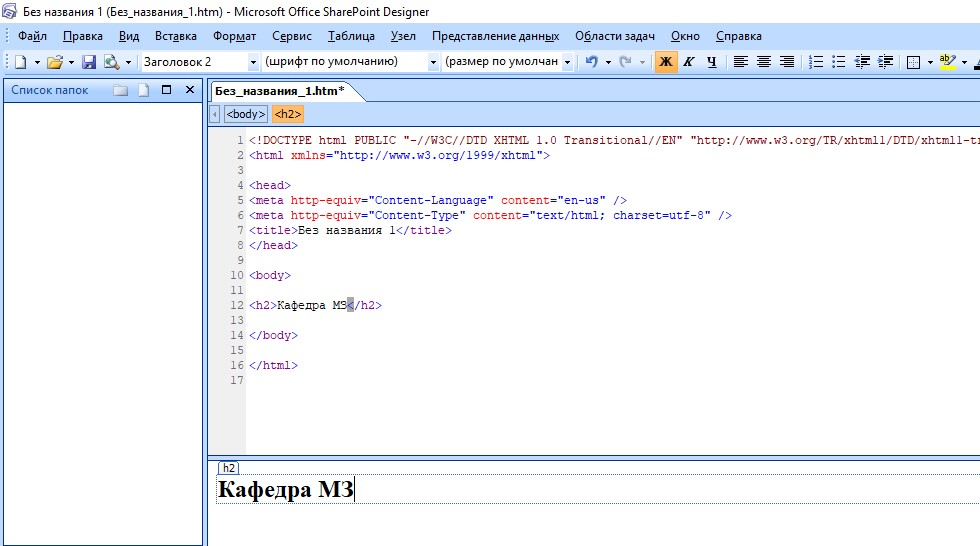 Без названия 1 (Без_названия_1.htm) - Microsoft Office SharePoint Designer
Файл Правка Вид Вставка Формат Сервис Таблица Узел Представление данных Области задач Окно Справка
Заголовок 2 (шрифт по умолчанию) (размер по умолчан Ж К Ч ab
Список папок
Без_названия_1.htm*
<body> <h2>
1 <!DOCTYPE html PUBLIC "-//W3C//DTD XHTML 1.0 Transitional//EN" "http://www.w3.org/TR/xhtml1/DTD/xhtml1-tr
2 <html xmlns="http://www.w3.org/1999/xhtml">
3
4 <head>
5 <meta http-equiv="Content-Language" content="en-us" />
6 <meta http-equiv="Content-Type" content="text/html; charset=utf-8" />
7 <title>Без названия 1</title>
8 </head>
9
10 <body>
11
12 <h2>Кафедра МЗ</h2>
13
14 </body>
15
16 </html>
17
h2
Кафедра МЗ